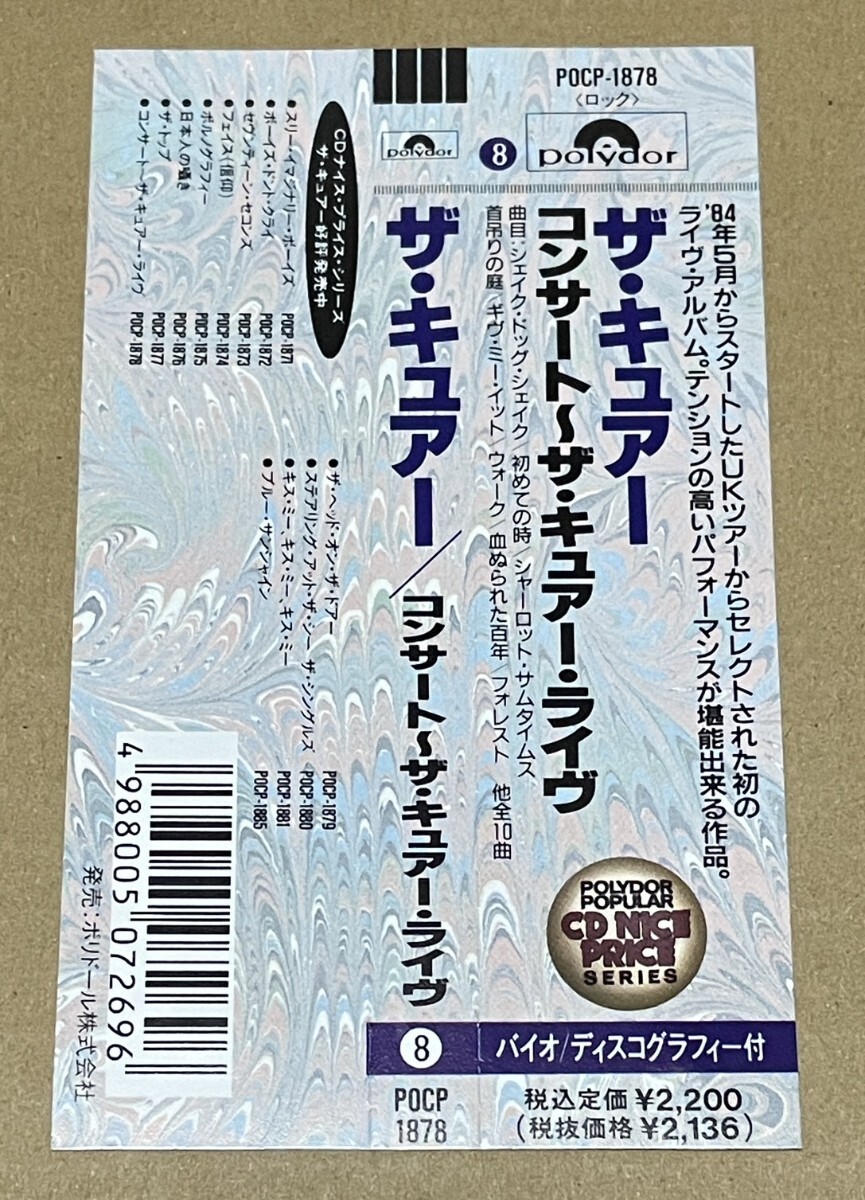 POCP-1878
〈ロック〉
polydor
'84年5月からスタートしたUKツアーからセレクトされた初の
ライヴ・アルバム。テンションの高いパフォーマンスが堪能出来る作品。
ザ・キュアー
コンサート〜ザ・キュアー・ライヴ
曲目：シェイク・ドッグ・シェイク/初めての時/シャーロット・サムタイムス
首吊りの庭/ギヴ・ミー・イット/ウォーク/血ぬられた百年/フォレスト 他全10曲
POLYDOR
POPULAR
CD NICE
PRICE
SERIES
バイオ/ディスコグラフィー付
税込定価¥2,200
(税抜価格¥2,136)
polydor
8
ザ・キュアー/コンサート〜ザ・キュアー・ライヴ
8
POCP
1878
CDナイス・プライス・シリーズ
ザ・キュアー好評発売中
●スリー・イマジナリー・ボーイズ POCP-1871
●ボーイズ・ドント・クライ POCP-1872
●セヴンティーン・セコンズ POCP-1873
●フェイス(信仰) POCP-1874
●ポルノグラフィー POCP-1875
●日本人の囁き POCP-1876
●ザ・トップ POCP-1877
●コンサート〜ザ・キュアー・ライヴ POCP-1878
●ザ・ヘッド・オン・ザ・ドアー POCP-1879
●ステアリング・アット・ザ・シー ザ・シングルズ POCP-1880
●キス・ミー、キス・ミー、キス・ミー POCP-1881
●ブルー・サンシャイン POCP-1885
4 988005 072696
発売：ポリドール株式会社